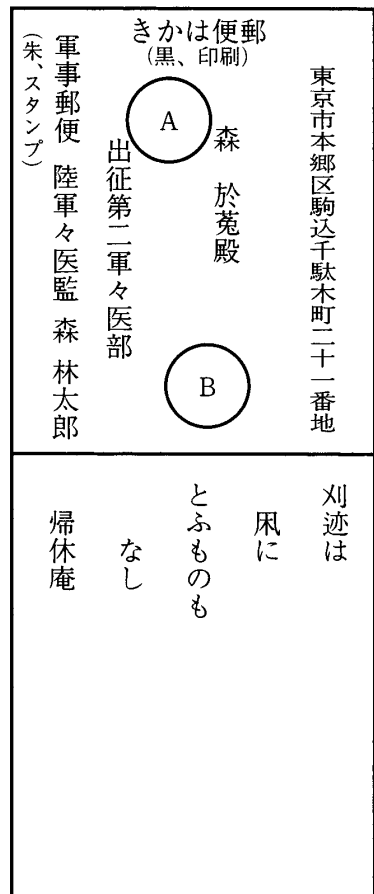 きかは便郵
（黒、印刷）
東京市本郷区駒込千駄木町二十一番地
森　於菟殿
A
B
出征第二軍々医部
軍事郵便　陸軍々医監　森　林太郎
（朱、スタンプ）
刈迹は
凩に
とふものも
なし
帰休庵